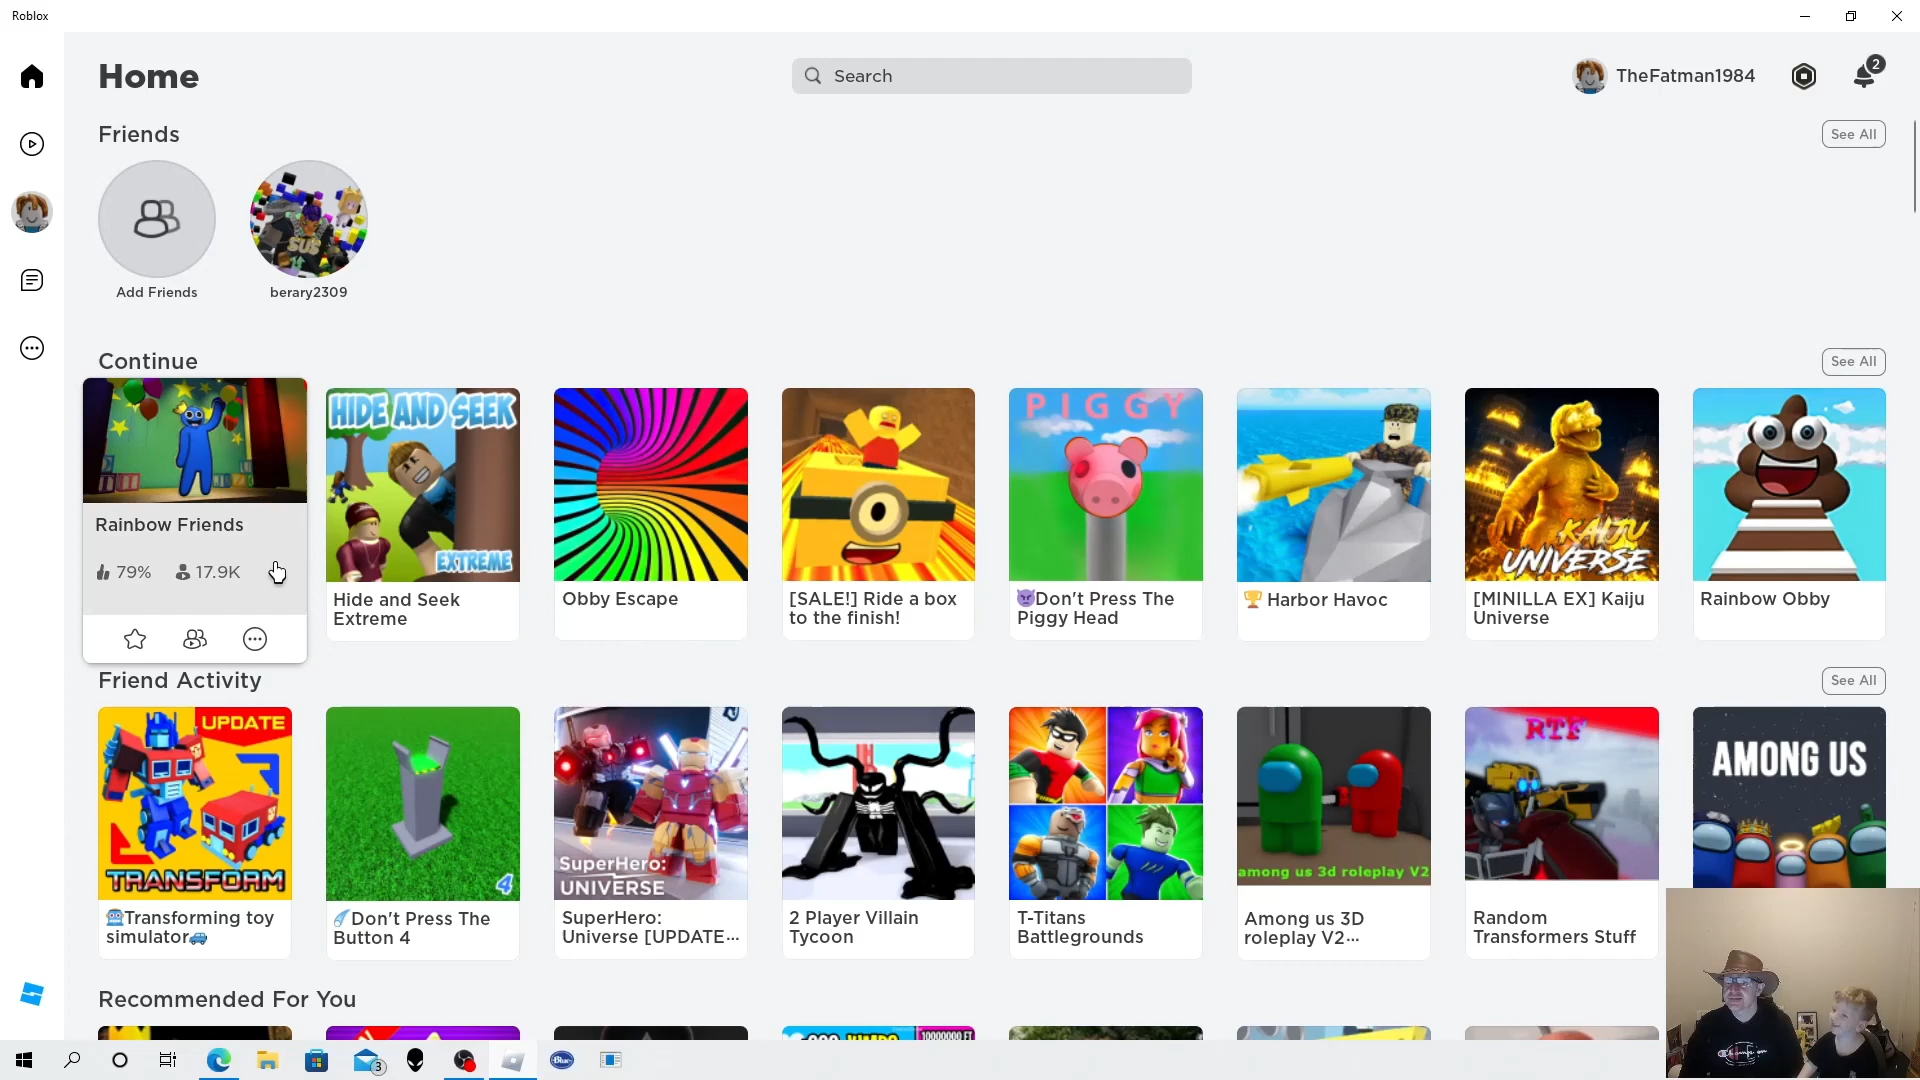 Roblox
Home
Search
TheFatman1984
2
Friends
See All
SUS
Add Friends
berary2309
Continue
See All
HIDE AND SEEK
EXTREME
PIGGY
KAIJU
UNIVERSE
Rainbow Friends
79%
17.9K
Hide and Seek
Extreme
Obby Escape
[SALE!] Ride a box
to the finish!
😈Don't Press The
Piggy Head
🏆 Harbor Havoc
[MINILLA EX] Kaiju
Universe
Rainbow Obby
Friend Activity
See All
UPDATE
TRANSFORM
4
SuperHero:
UNIVERSE
among us 3d roleplay V2
RTF
AMONG US
🤖Transforming toy
simulator🚙
Don't Press The
Button 4
SuperHero:
Universe [UPDATE…
2 Player Villain
Tycoon
T-Titans
Battlegrounds
Among us 3D
roleplay V2…
Random
Transformers Stuff
Recommended For You
3
Blue
Champion